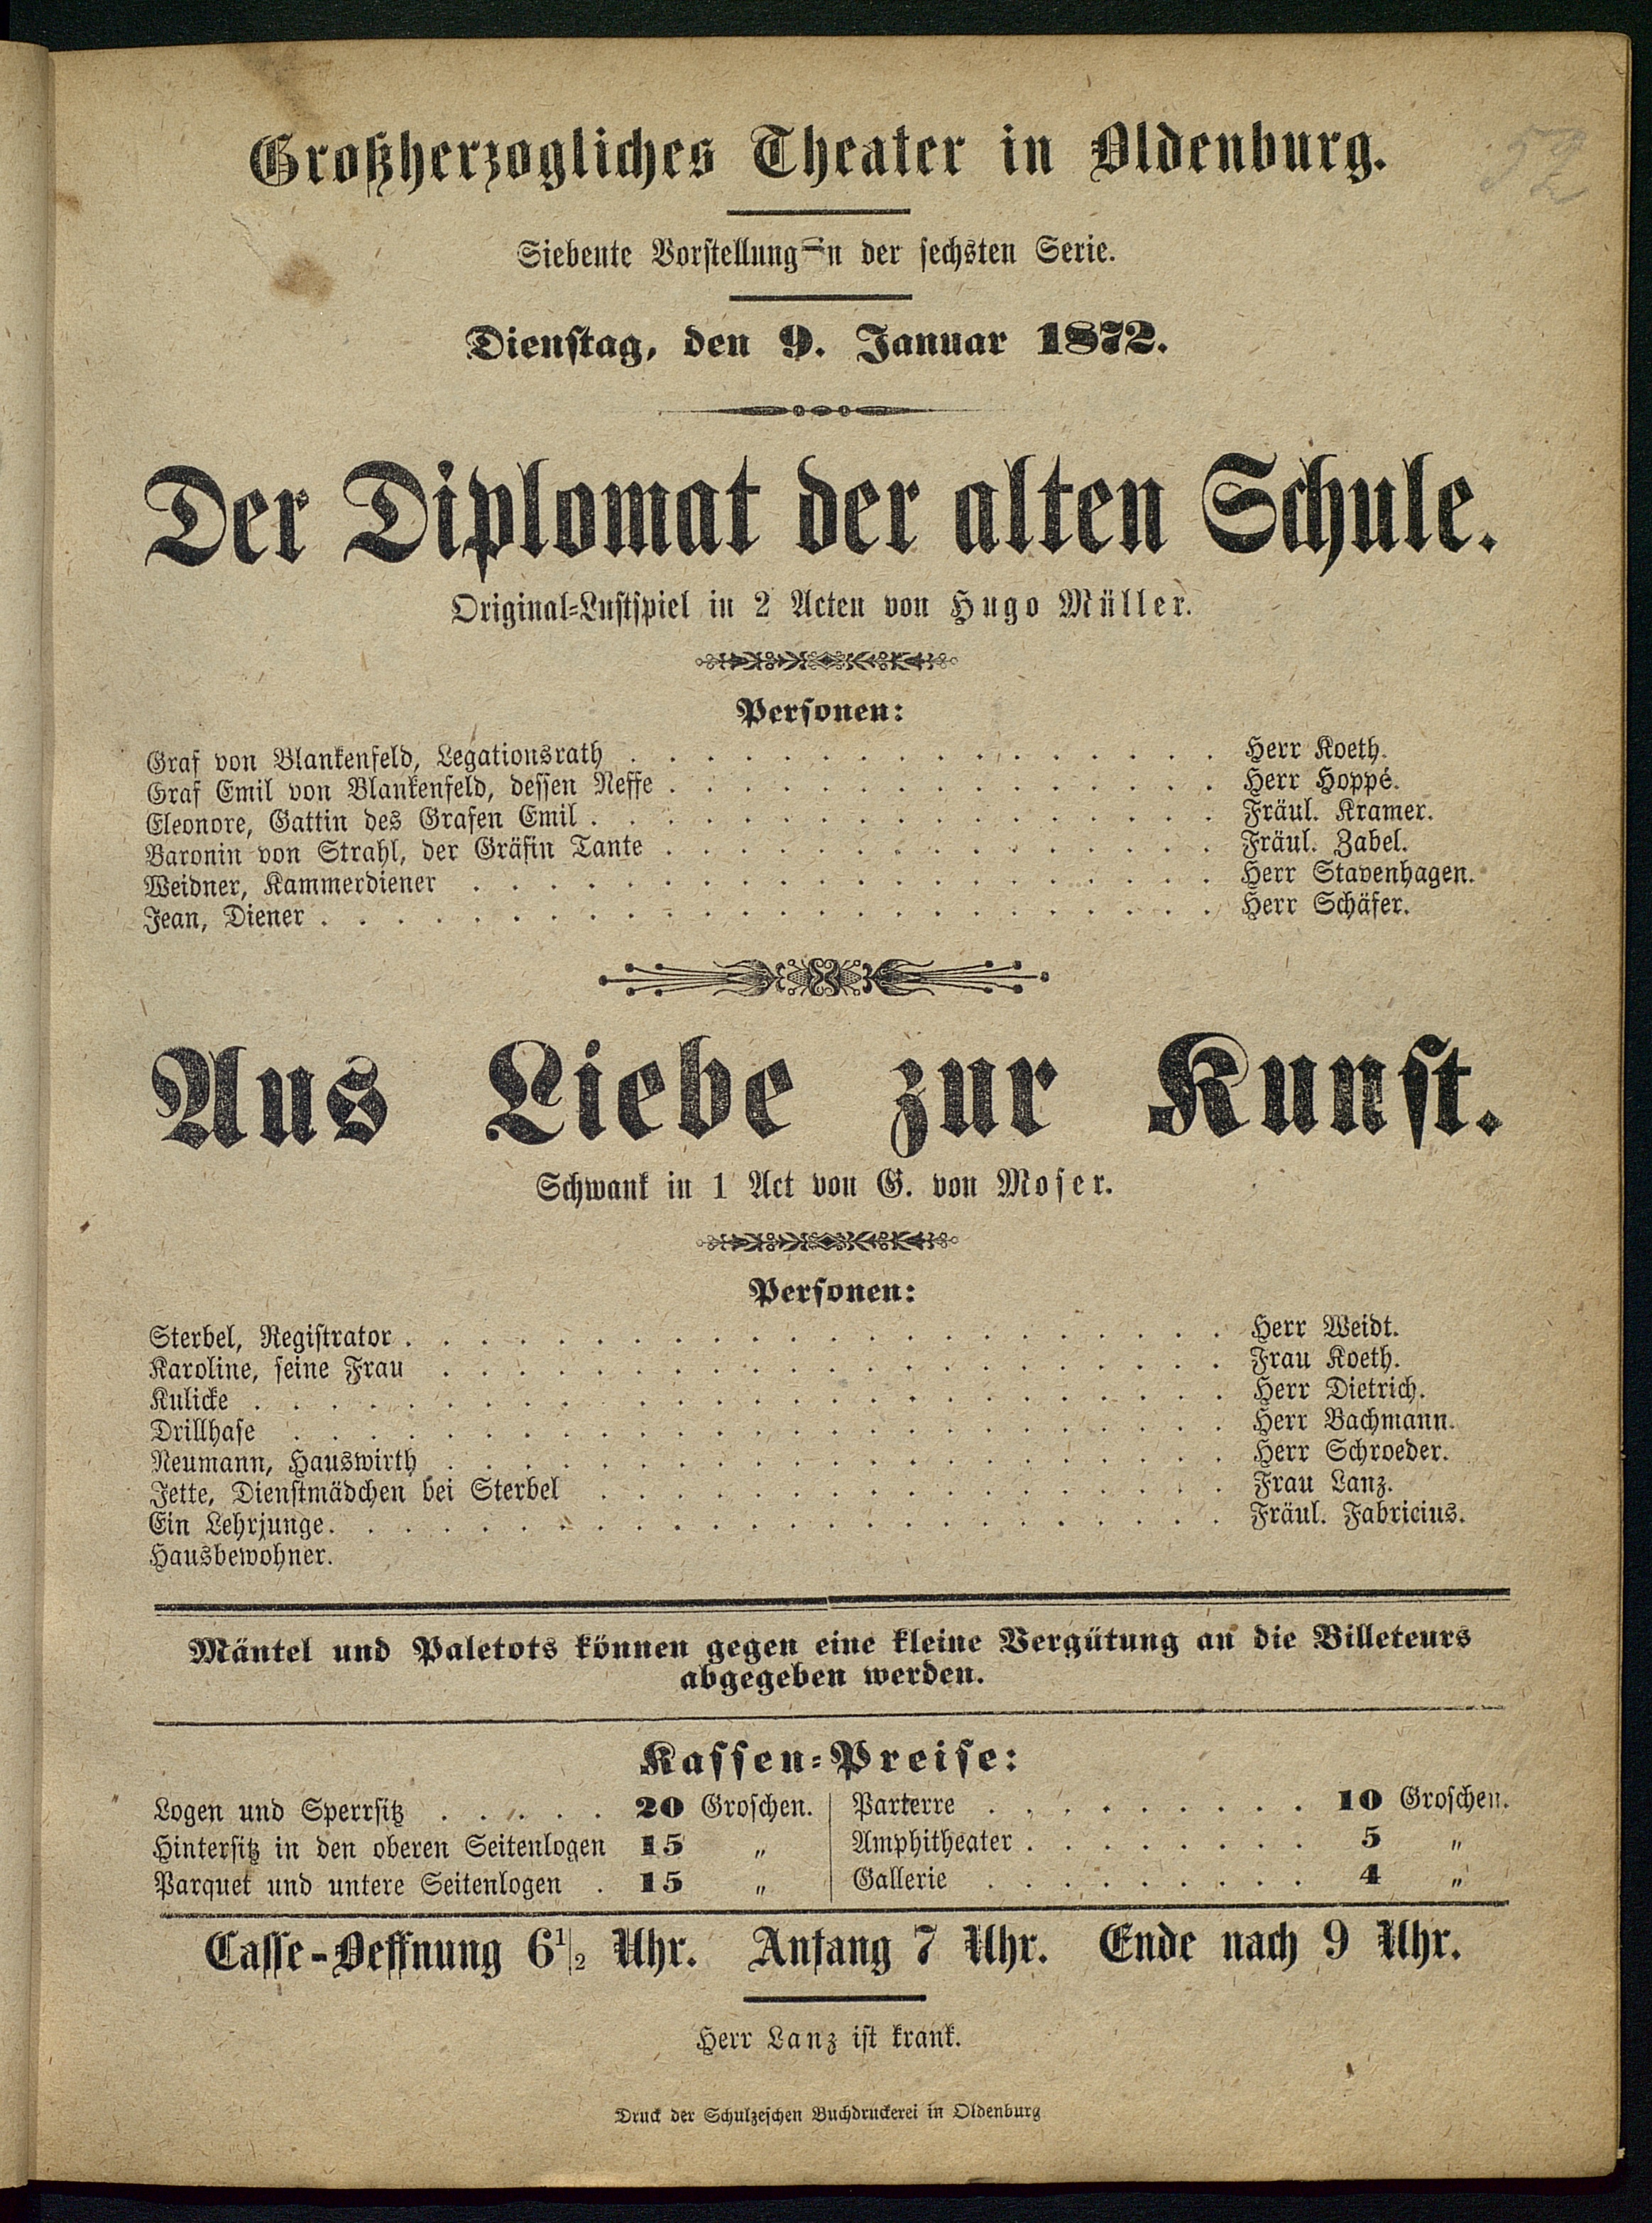 Großherzogliches Theater in Oldenburg.
Siebente Vorstellung in der sechsten Serie.
Dienstag, den 9. Januar 1872.
Der Diplomat der alten Schule.
Original-Lustspiel in 2 Acten von Hugo Müller.
Personen:
Graf von Blankenfeld, Legationsrath . . . . . . . . . . . . . . . . Herr Koeth.
Graf Emil von Blankenfeld, dessen Neffe . . . . . . . . . . . . . . . Herr Hoppé.
Eleonore, Gattin des Grafen Emil . . . . . . . . . . . . . . . . . Fräul. Kramer.
Baronin von Strahl, der Gräfin Tante . . . . . . . . . . . . . . . Fräul. Zabel.
Weidner, Kammerdiener . . . . . . . . . . . . . . . . . . . . Herr Stavenhagen.
Jean, Diener . . . . . . . . . . . . . . . . . . . . . . . . Herr Schäfer.
Aus Liebe zur Kunst.
Schwank in 1 Act von G. von Moser.
Personen:
Sterbel, Registrator . . . . . . . . . . . . . . . . . . . . . . Herr Weidt.
Karoline, seine Frau . . . . . . . . . . . . . . . . . . . . . Frau Koeth.
Kulicke . . . . . . . . . . . . . . . . . . . . . . . . . . Herr Dietrich.
Drillhase . . . . . . . . . . . . . . . . . . . . . . . . . Herr Bachmann.
Neumann, Hauswirth . . . . . . . . . . . . . . . . . . . . . Herr Schroeder.
Jette, Dienstmädchen bei Sterbel . . . . . . . . . . . . . . . . . Frau Lanz.
Ein Lehrjunge. . . . . . . . . . . . . . . . . . . . . . . . Fräul. Fabricius.
Hausbewohner.
Mäntel und Paletots können gegen eine kleine Vergütung an die Billeteurs
abgegeben werden.
Kassen-Preise:
Logen und Sperrsitz . . . . . 20 Groschen.
Hintersitz in den oberen Seitenlogen 15 „
Parquet und untere Seitenlogen . 15 „
Parterre . . . . . . . . . 10 Groschen.
Amphitheater . . . . . . . . 5 „
Gallerie . . . . . . . . . 4 „
Casse-Oeffnung 6 1/2 Uhr. Anfang 7 Uhr. Ende nach 9 Uhr.
Herr Lanz ist krank.
Druck der Schulzeschen Buchdruckerei in Oldenburg